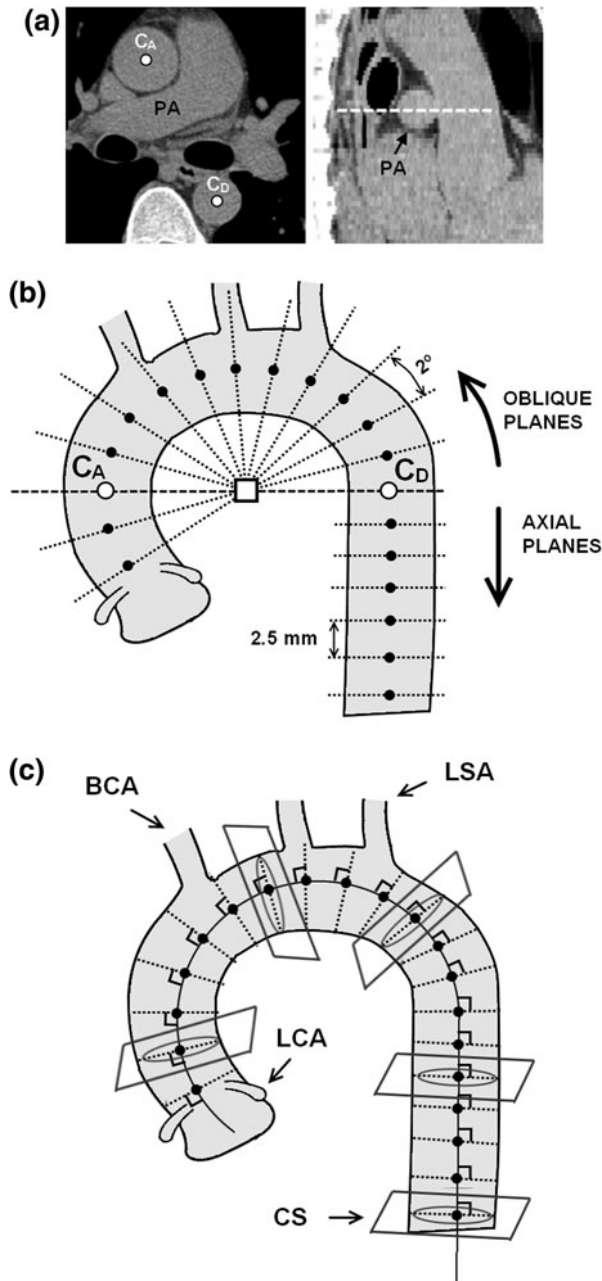 (a)
CA
PA
CD
PA
(b)
2°
OBLIQUE
PLANES
CA
CD
AXIAL
PLANES
2.5 mm
(c)
BCA
LSA
LCA
CS